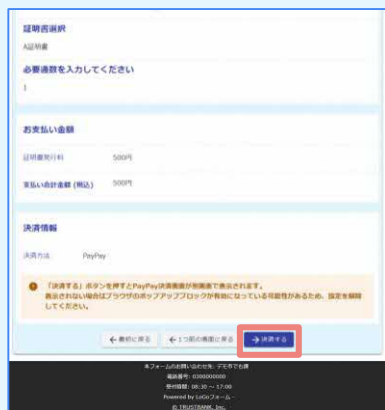 証明書選択
A証明書
必要通数を入力してください
1
お支払い金額
証明書発行料 500円
支払い合計金額 (税込) 500円
決済情報
決済方法 PayPay
「決済する」ボタンを押すとPayPay決済画面が別画面で表示されます。
表示されない場合はブラウザのポップアップブロックが有効になっている可能性があるため、設定を解除
してください。
← 最初に戻る ← 1つ前の画面に戻る → 決済する
本フォームのお問い合わせ先: デモ市デモ課
電話番号: 0300000000
受付時間: 08:30 ~ 17:00
Powered by LoGoフォーム -
© TRUSTBANK, Inc.